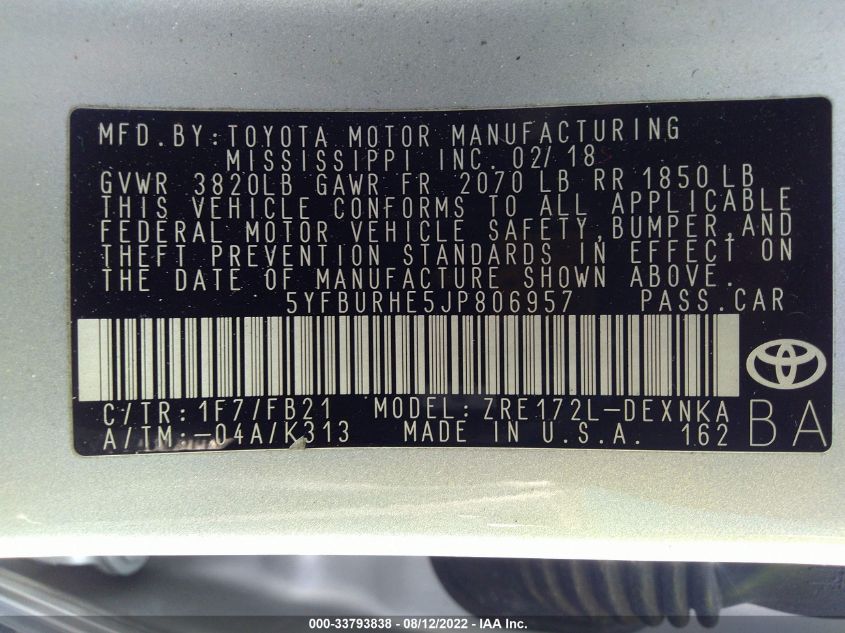 MFD.BY:TOYOTA MOTOR MANUFACTURING
MISSISSIPPI INC. 02/18
GVWR 3820LB GAWR FR 2070 LB RR 1850 LB
THIS VEHICLE CONFORMS TO ALL APPLICABLE
FEDERAL MOTOR VEHICLE SAFETY,BUMPER,AND
THEFT PREVENTION STANDARDS IN EFFECT ON
THE DATE OF MANUFACTURE SHOWN ABOVE.
5YFBURHE5JP806957 PASS.CAR
C/TR:1F7/FB21 MODEL:ZRE172L-DEXNKA
A/TM:-04A/K313 MADE IN U.S.A. 162
BA
000-33793838 - 08/12/2022 - IAA Inc.